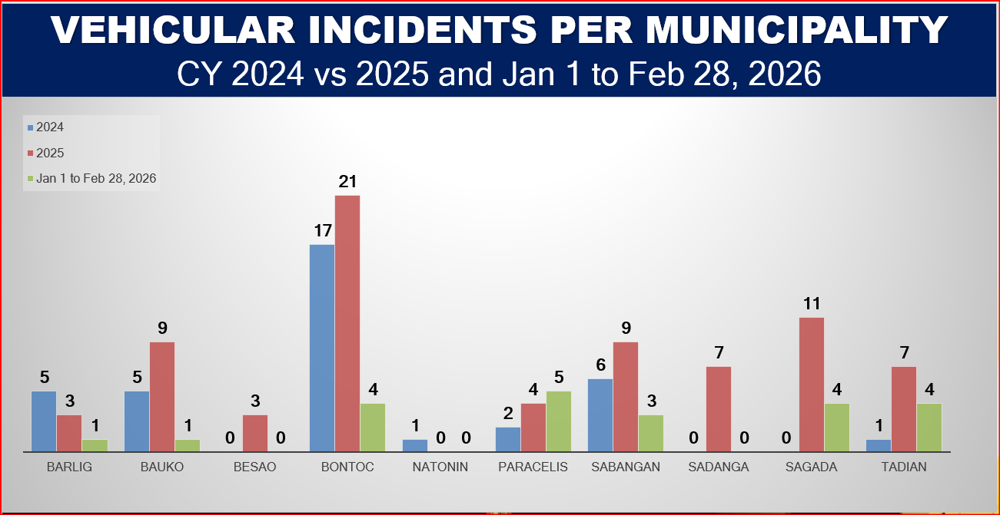 VEHICULAR INCIDENTS PER MUNICIPALITY
CY 2024 vs 2025 and Jan 1 to Feb 28, 2026
2024
2025
Jan 1 to Feb 28, 2026
5 3 1
5 9 1
0 3 0
17 21 4
1 0 0
2 4 5
6 9 3
0 7 0
0 11 4
1 7 4
BARLIG BAUKO BESAO BONTOC NATONIN PARACELIS SABANGAN SADANGA SAGADA TADIAN